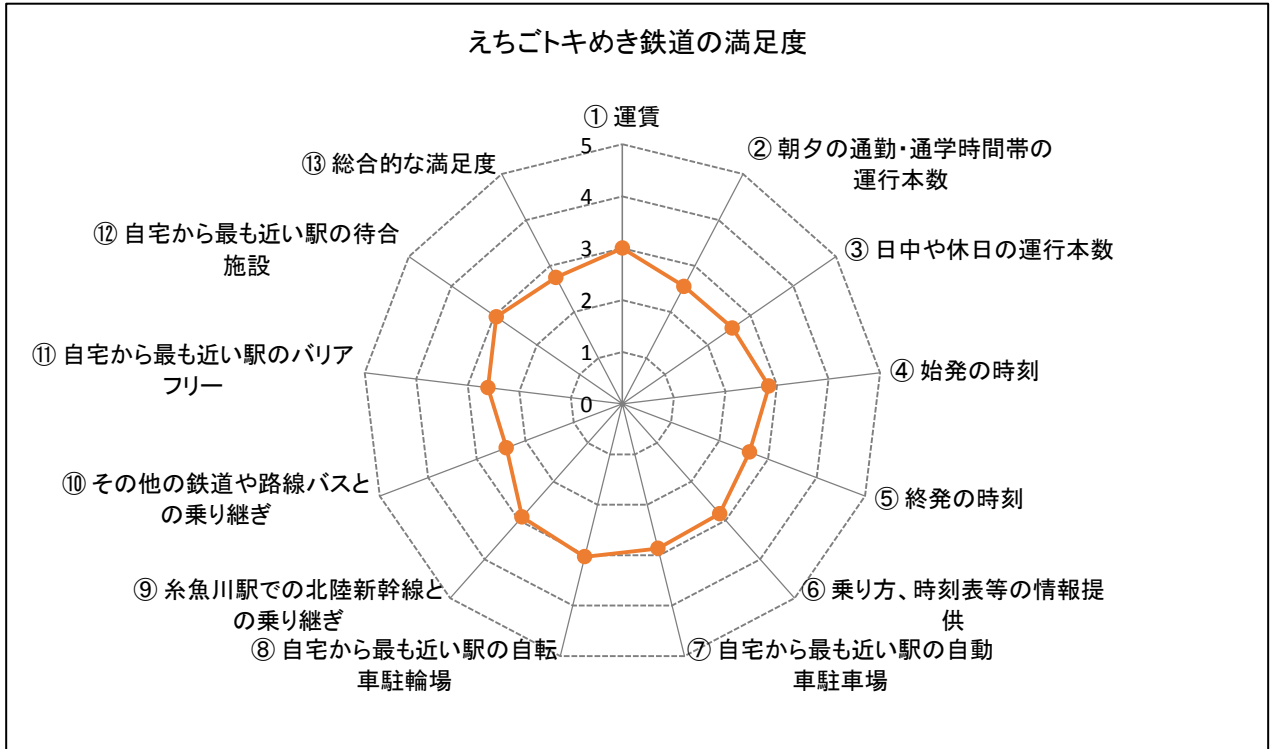 えちごトキめき鉄道の満足度
① 運賃
② 朝夕の通勤・通学時間帯の
運行本数
③ 日中や休日の運行本数
④ 始発の時刻
⑤ 終発の時刻
⑥ 乗り方、時刻表等の情報提
供
⑦ 自宅から最も近い駅の自動
車駐車場
⑧ 自宅から最も近い駅の自転
車駐輪場
⑨ 糸魚川駅での北陸新幹線と
の乗り継ぎ
⑩ その他の鉄道や路線バスと
の乗り継ぎ
⑪ 自宅から最も近い駅のバリア
フリー
⑫ 自宅から最も近い駅の待合
施設
⑬ 総合的な満足度
5
4
3
2
1
0